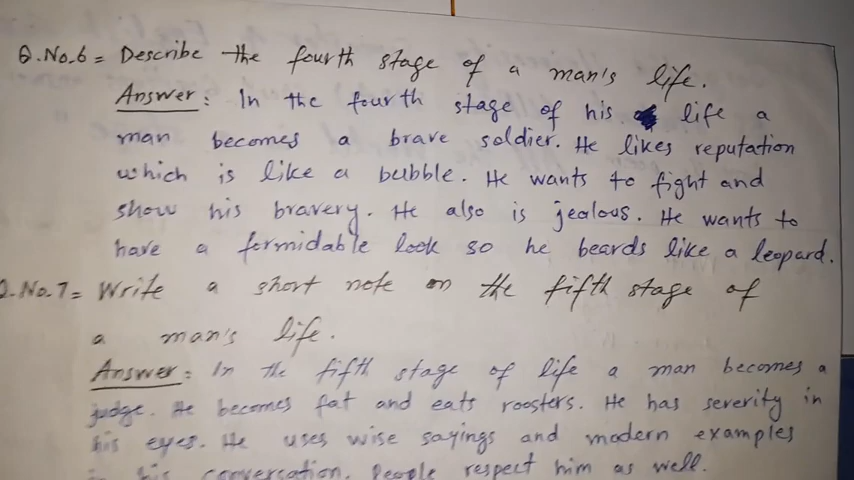 Q.No.6 = Describe the fourth stage of a man's life.
Answer: In the fourth stage of his life a
man becomes a brave soldier. He likes reputation
which is like a bubble. He wants to fight and
show his bravery. He also is jealous. He wants to
have a formidable look so he beards like a leopard.
Q.No.7= Write a short note on the fifth stage of
a man's life.
Answer: In the fifth stage of life a man becomes a
judge. He becomes fat and eats roosters. He has severity in
his eyes. He uses wise sayings and modern examples
in his conversation. People respect him as well.